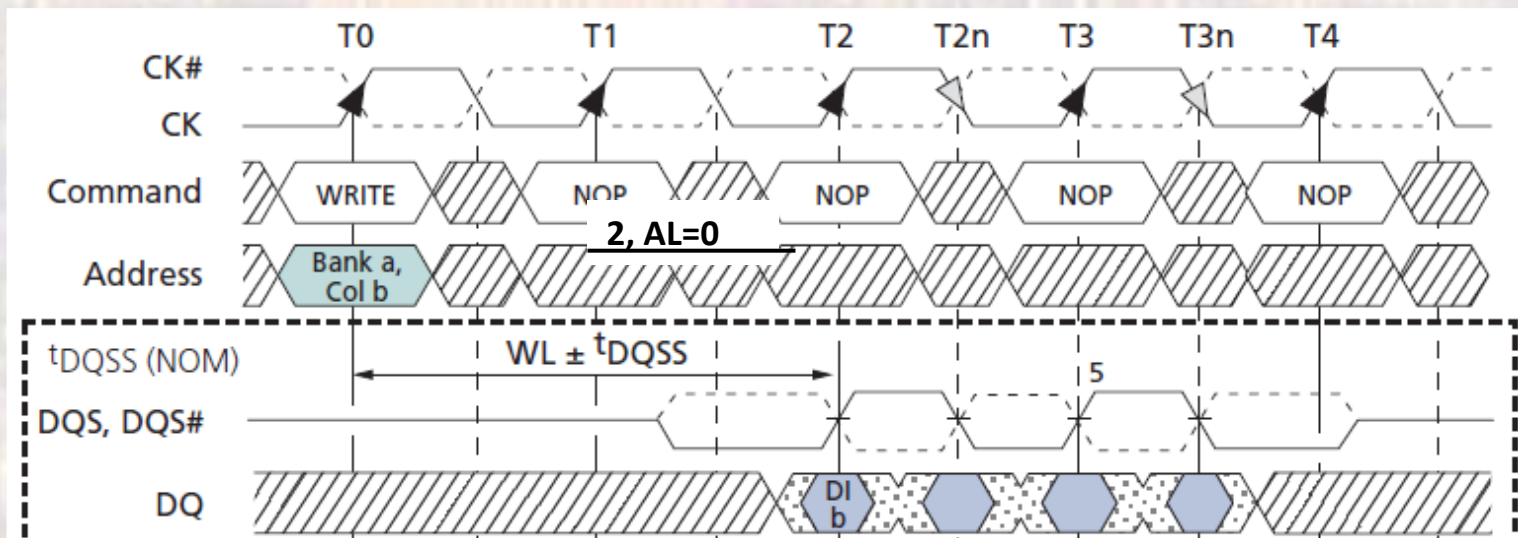 T0 T1 T2 T2n T3 T3n T4
CK#
CK
Command WRITE NOP NOP NOP NOP
2, AL=0
Address Bank a,
Col b
tDQSS (NOM) WL ± tDQSS
5
DQS, DQS#
DQ DI
b